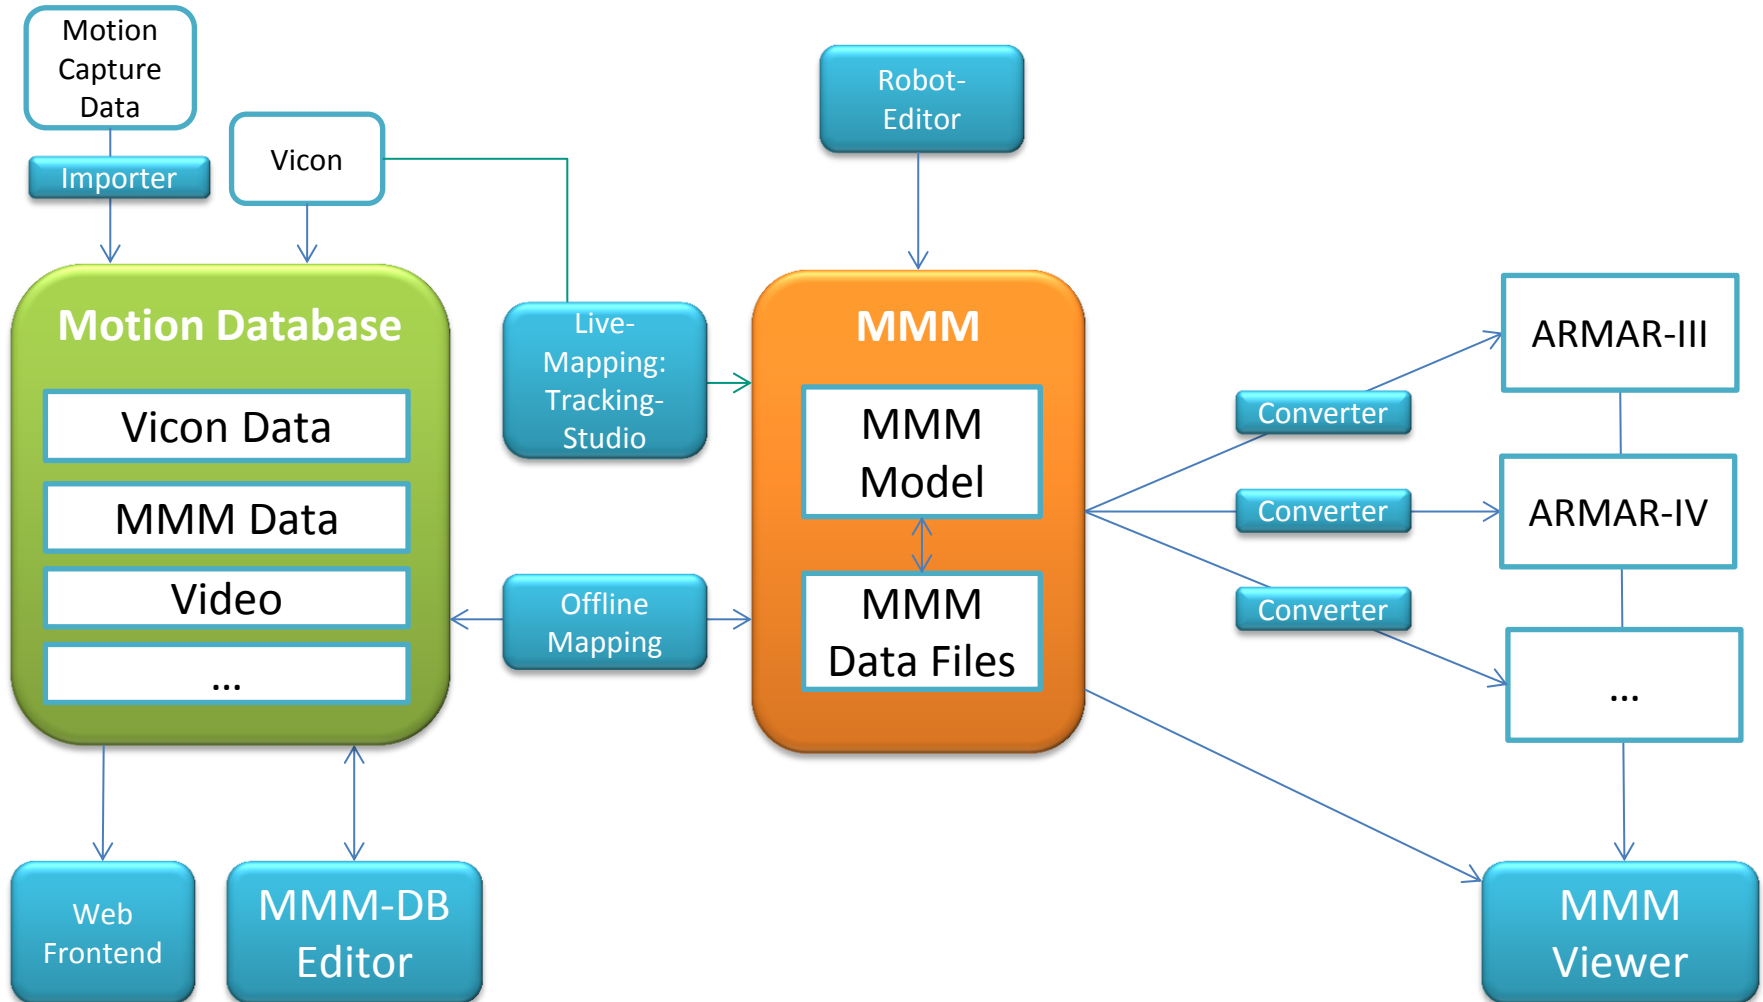 Motion
Capture
Data
Importer
Vicon
Robot-
Editor
Motion Database
Vicon Data
MMM Data
Video
...
Live-
Mapping:
Tracking-
Studio
Offline
Mapping
MMM
MMM
Model
MMM
Data Files
Converter
Converter
Converter
ARMAR-III
ARMAR-IV
...
Web
Frontend
MMM-DB
Editor
MMM
Viewer